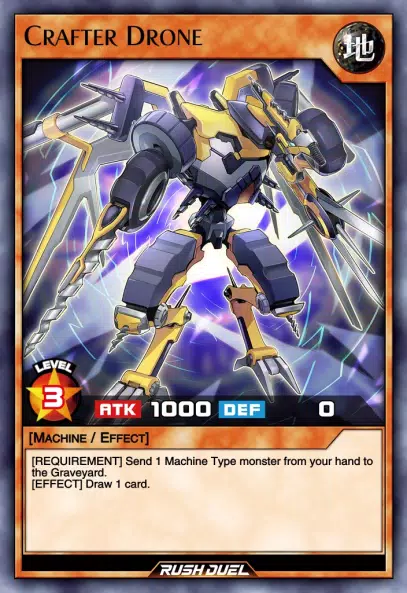 CRAFTER DRONE
地
LEVEL
3
ATK 1000 DEF 0
[MACHINE / EFFECT]
[REQUIREMENT] Send 1 Machine Type monster from your hand to
the Graveyard.
[EFFECT] Draw 1 card.
RUSH DUEL